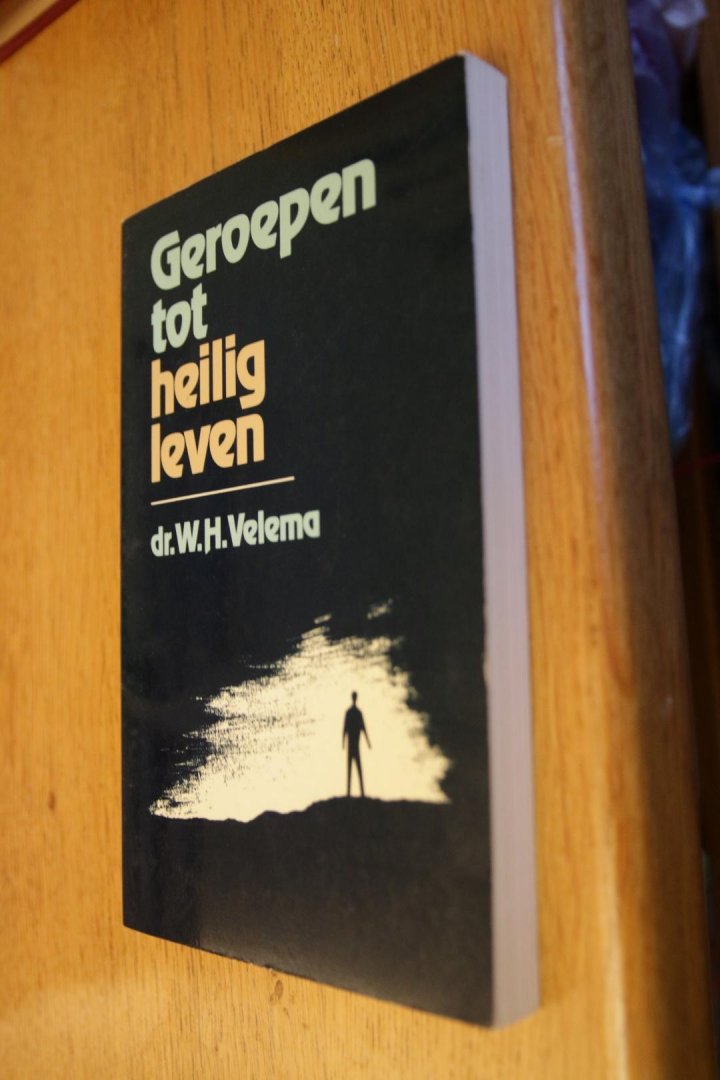 Geroepen
tot
heilig
leven
dr. W. H. Velema